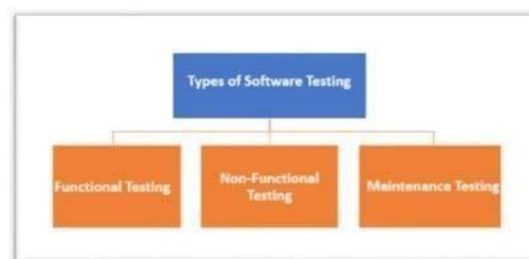 Types of Software Testing
Functional Testing
Non-Functional
Testing
Maintenance Testing